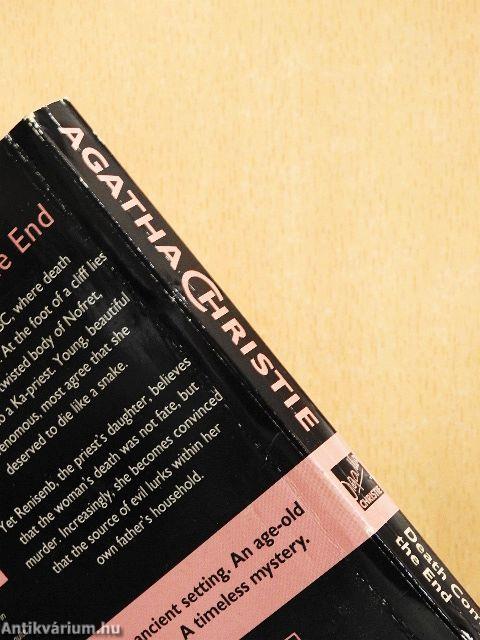 AGATHA CHRISTIE
CHRISTIE
Death Com
the End
e End
BC, where death
At the foot of a cliff lies
twisted body of Nofret,
o a Ka-priest. Young, beautiful
enomous, most agree that she
deserved to die like a snake.
Yet Renisenb, the priest's daughter, believes
that the woman's death was not fate, but
murder. Increasingly, she becomes convinced
that the source of evil lurks within her
own father's household.
ancient setting. An age-old
A timeless mystery.
Antikvárium.hu